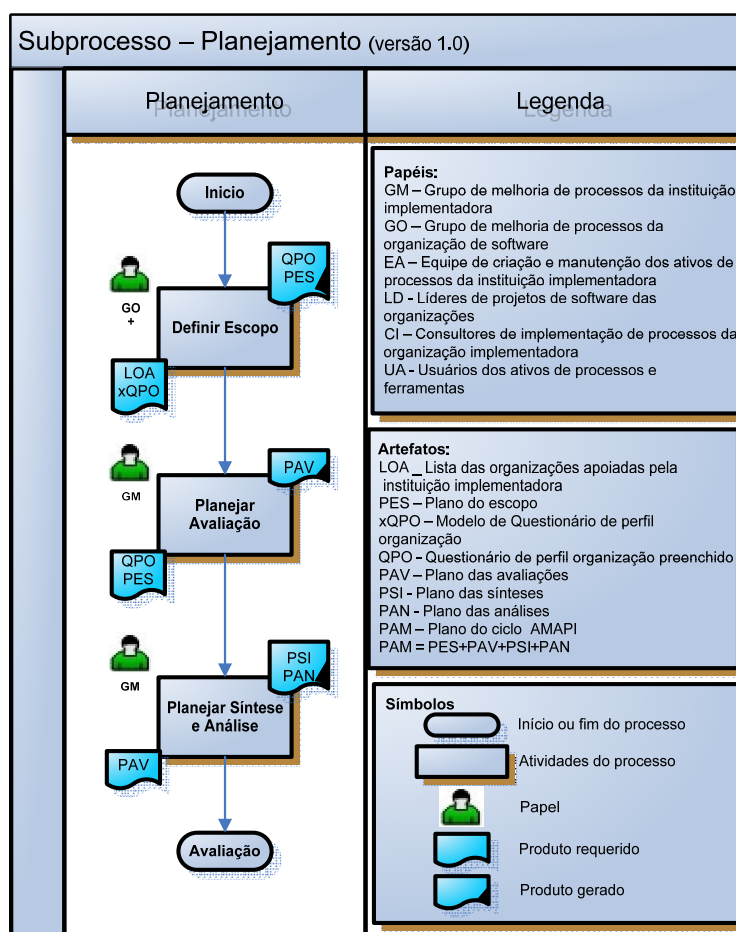 Subprocesso – Planejamento (versão 1.0)
Planejamento
Inicio
QPO
PES
GO
+
Definir Escopo
LOA
xQPO
PAV
GM
Planejar
Avaliação
QPO
PES
PSI
PAN
GM
Planejar Síntese
e Análise
PAV
Avaliação
Legenda
Papéis:
GM – Grupo de melhoria de processos da instituição
implementadora
GO – Grupo de melhoria de processos da
organização de software
EA – Equipe de criação e manutenção dos ativos de
processos da instituição implementadora
LD - Líderes de projetos de software das
organizações
CI – Consultores de implementação de processos da
organização implementadora
UA - Usuários dos ativos de processos e
ferramentas
Artefatos:
LOA _ Lista das organizações apoiadas pela
instituição implementadora
PES – Plano do escopo
xQPO – Modelo de Questionário de perfil
organização
QPO - Questionário de perfil organização preenchido
PAV – Plano das avaliações
PSI - Plano das sínteses
PAN - Plano das análises
PAM – Plano do ciclo AMAPI
PAM = PES+PAV+PSI+PAN
Símbolos
Início ou fim do processo
Atividades do processo
Papel
Produto requerido
Produto gerado